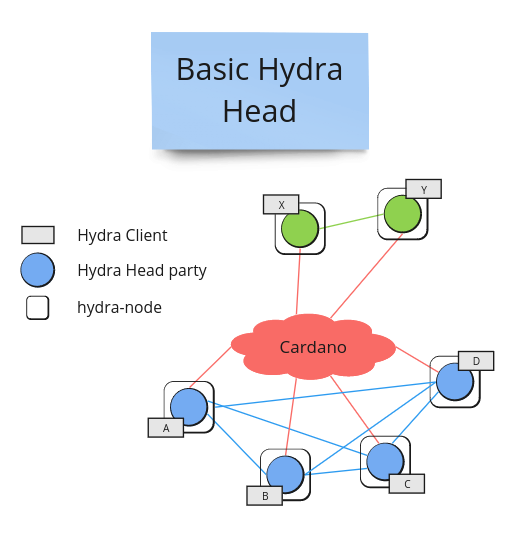 Basic Hydra
Head
X
Y
Hydra Client
Hydra Head party
hydra-node
Cardano
D
A
B
C